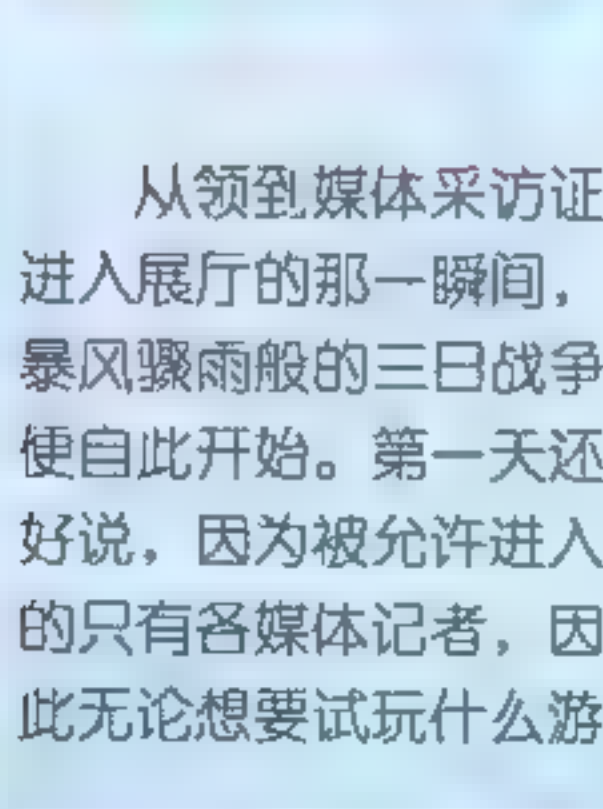 从领到媒体采访证
进入展厅的那一瞬间，
暴风骤雨般的三日战争
便自此开始。第一天还
好说，因为被允许进入
的只有各媒体记者，因
此无论想要试玩什么游